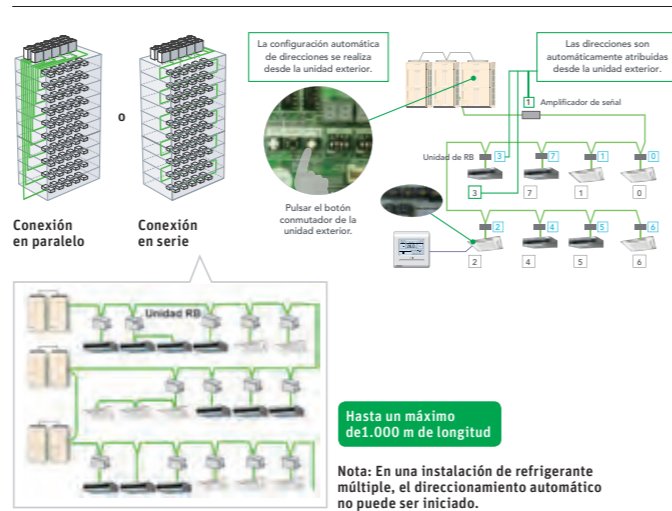 La configuración automática
de direcciones se realiza
desde la unidad exterior.
Las direcciones son
automáticamente atribuidas
desde la unidad exterior.
1
Amplificador de señal
o
Unidad de RB
3
7
1
0
3
7
1
0
Pulsar el botón
conmutador de la
unidad exterior.
2
4
5
6
2
4
5
6
Conexión
en paralelo
Conexión
en serie
Unidad RB
Hasta un máximo
de1.000 m de longitud
Nota: En una instalación de refrigerante
múltiple, el direccionamiento automático
no puede ser iniciado.